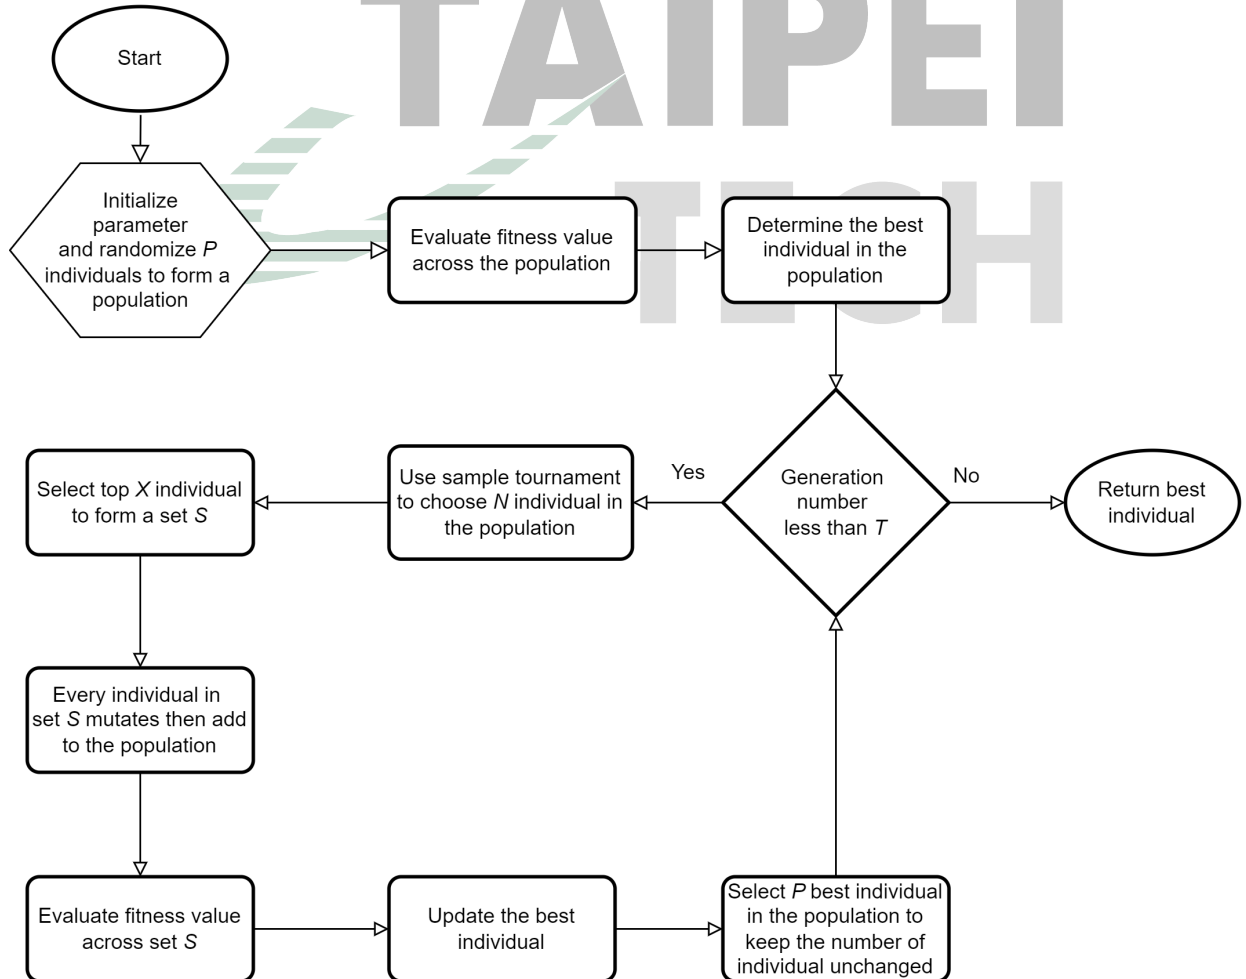 TAIPEI
TECH
Start
Initialize
parameter
and randomize P
individuals to form a
population
Evaluate fitness value
across the population
Determine the best
individual in the
population
Generation
number
less than T
Yes
No
Return best
individual
Use sample tournament
to choose N individual in
the population
Select top X individual
to form a set S
Every individual in
set S mutates then add
to the population
Evaluate fitness value
across set S
Update the best
individual
Select P best individual
in the population to
keep the number of
individual unchanged